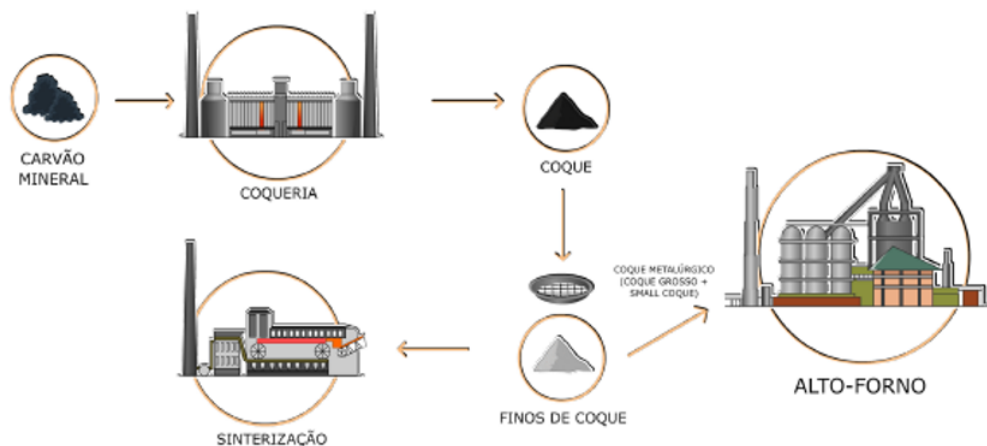 CARVÃO
MINERAL
COQUERIA
COQUE
COQUE METALÚRGICO
(COQUE GROSSO +
SMALL COQUE)
ALTO-FORNO
FINOS DE COQUE
SINTERIZAÇÃO